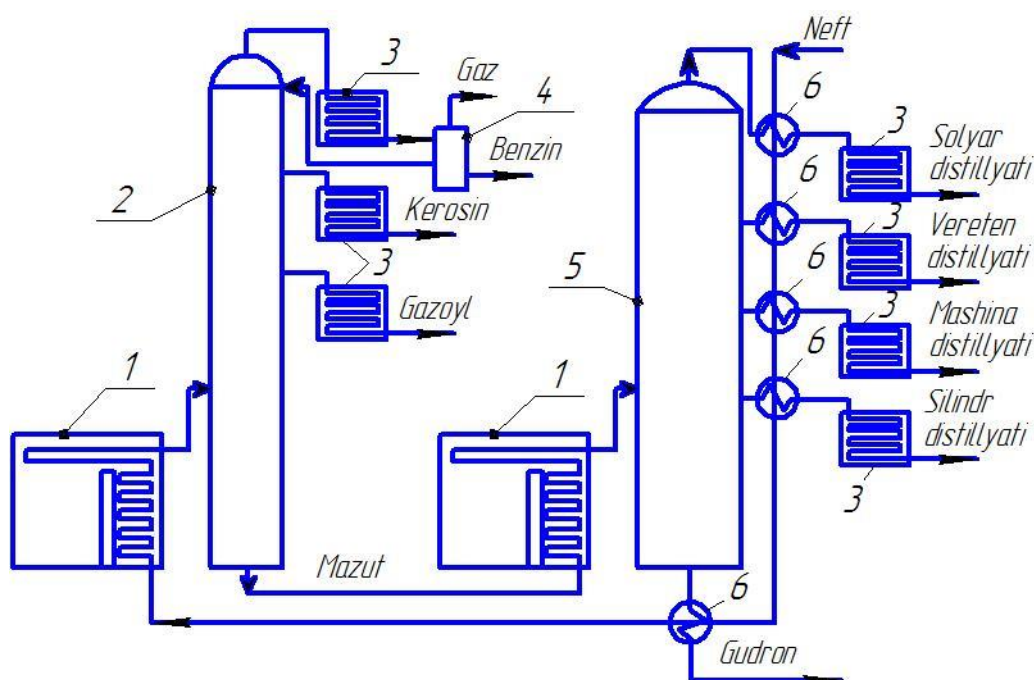 Neft
3
Gaz
4
6
Benzin
3
Solyar
distillyati
2
6
Kerosin
3
Vereten
distillyati
3
5
6
Gazoyl
3
Mashina
distillyati
6
1
1
Silindr
distillyati
3
Mazut
6
Gudron